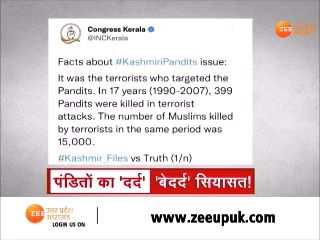 Congress Kerala
@INCKerala
ZEE
Facts about #KashmiriPandits issue:
It was the terrorists who targeted the
Pandits. In 17 years (1990-2007), 399
Pandits were killed in terrorist
attacks. The number of Muslims killed
by terrorists in the same period was
15,000.
#Kashmir_Files vs Truth (1/n)
पंडितों का 'दर्द' 'बेदर्द' सियासत!
ZEE उत्तर प्रदेश
उत्तराखण्ड
LOGIN US ON
www.zeeupuk.com